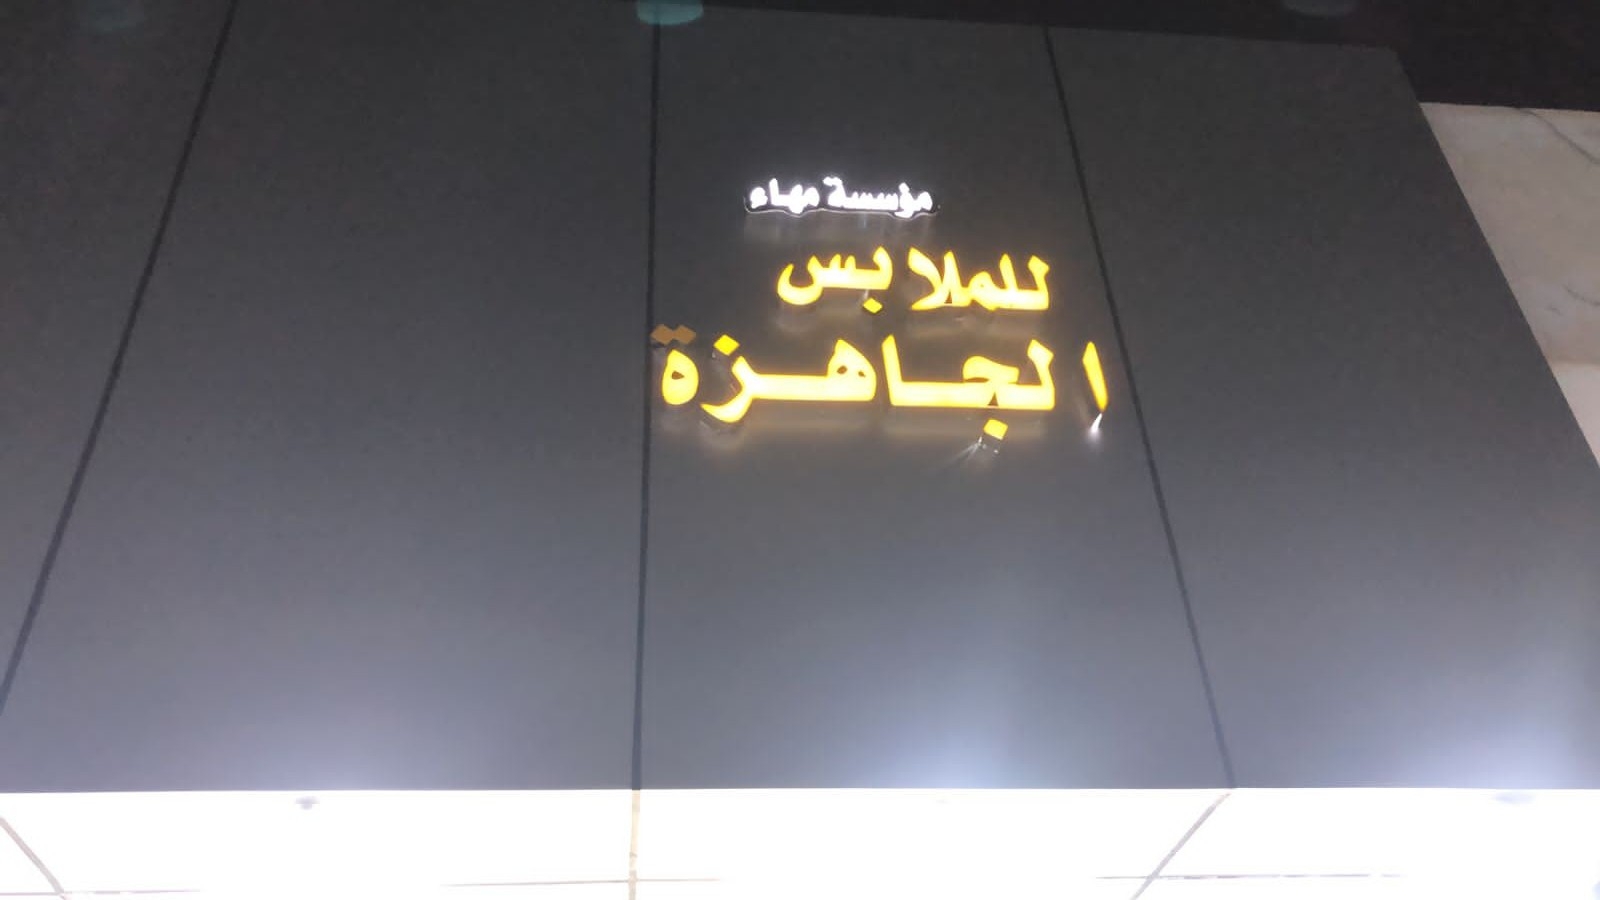 مؤسسة مهاء
للملابس
الجاهزة